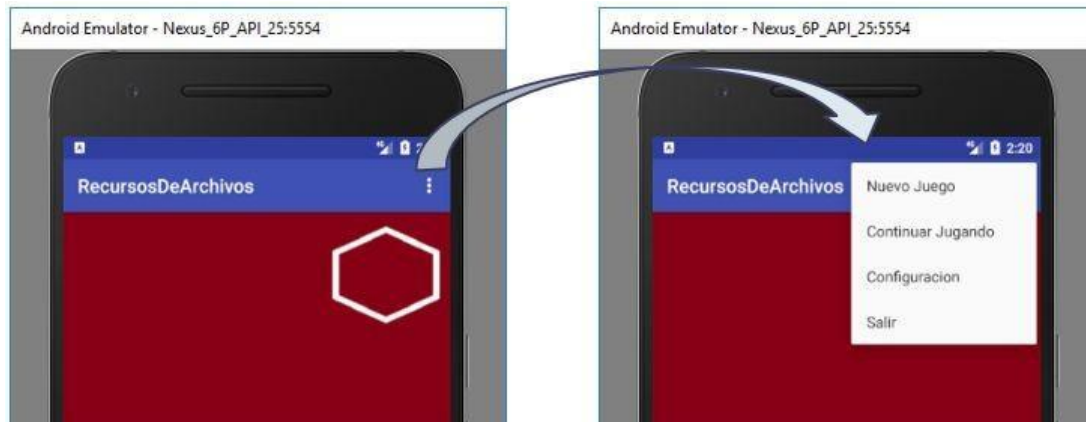 Android Emulator - Nexus_6P_API_25:5554
RecursosDeArchivos
Android Emulator - Nexus_6P_API_25:5554
2:20
RecursosDeArchivos
Nuevo Juego
Continuar Jugando
Configuracion
Salir